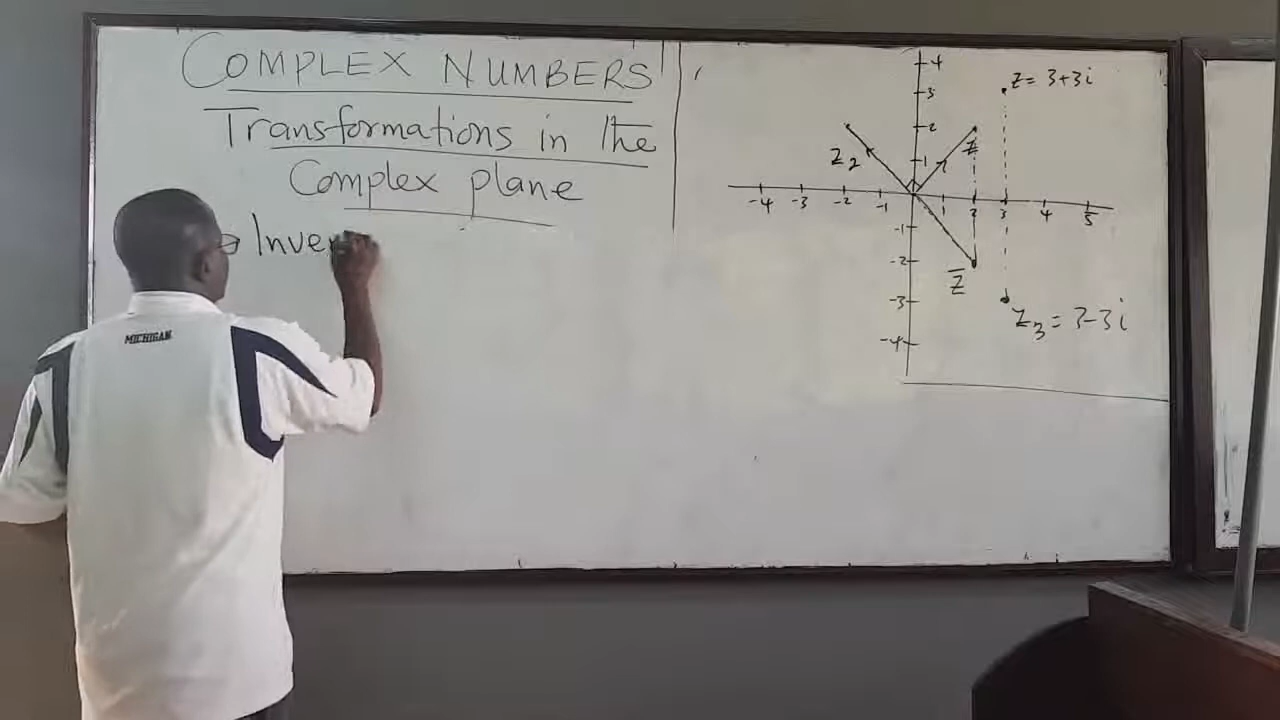 COMPLEX NUMBERS
Transformations in the
Complex plane
Inve
MICHIGAN
4
3
2
1
-1
-2
-3
-4
-4 -3 -2 -1 1 2 3 4 5
z = 3+3i
Z2
Z
Z̅
Z3 = 3-3i